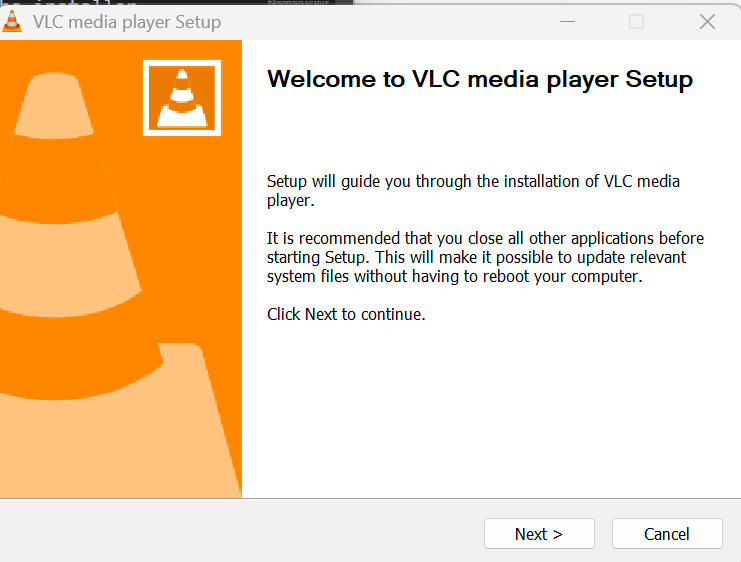 VLC media player Setup
Welcome to VLC media player Setup
Setup will guide you through the installation of VLC media
player.
It is recommended that you close all other applications before
starting Setup. This will make it possible to update relevant
system files without having to reboot your computer.
Click Next to continue.
Next >
Cancel